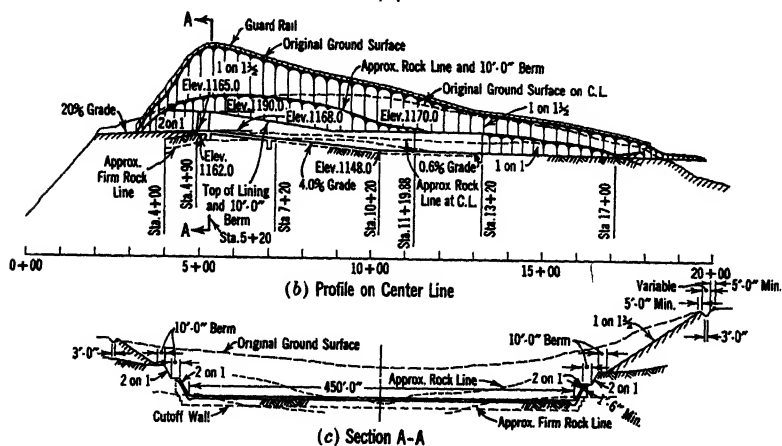 A
Guard Rail
Original Ground Surface
1 on 1½
Approx. Rock Line and 10'-0" Berm
Elev. 1165.0
Original Ground Surface on C.L.
Elev. 1190.0
1 on 1½
20% Grade
2 on 1
Elev. 1168.0
Elev. 1170.0
Approx.
Firm Rock
Line
Elev.
1162.0
Top of Lining
and 10'-0"
Berm
Elev. 1148.0
4.0% Grade
0.6% Grade
Approx Rock
Line at C.L.
1 on 1
Sta. 4+00
Sta. 4+90
A
Sta. 5+20
Sta 7+20
Sta. 10+20
Sta. 11+19.88
Sta. 13+20
Sta 17+00
0+00
5+00
10+00
15+00
20+00
(b) Profile on Center Line
Variable
5'-0" Min.
5'-0" Min.
1 on 1½
3'-0"
10'-0" Berm
Original Ground Surface
10'-0" Berm
3'-0"
2 on 1
2 on 1
450'-0"
Approx. Rock Line
2 on 1
2 on 1
1'-6" Min.
Cutoff Wall
Approx. Firm Rock
Line
(c) Section A-A